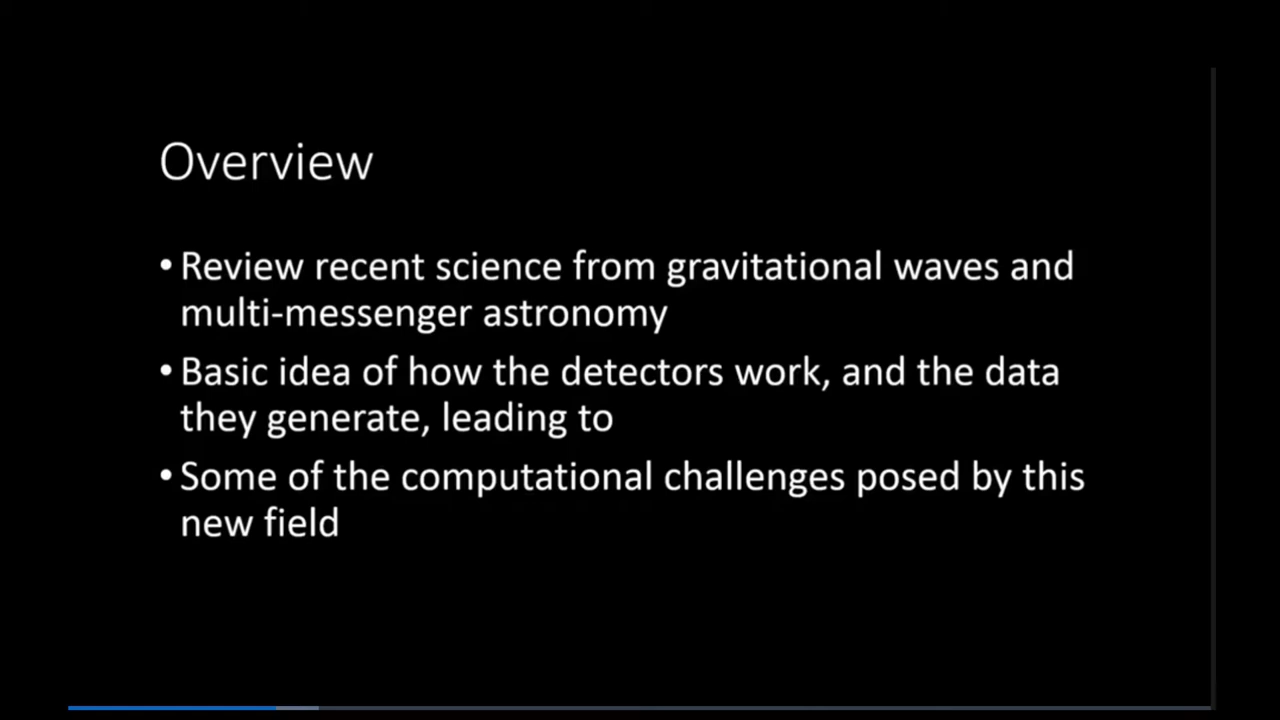 Overview
• Review recent science from gravitational waves and
multi-messenger astronomy
• Basic idea of how the detectors work, and the data
they generate, leading to
• Some of the computational challenges posed by this
new field